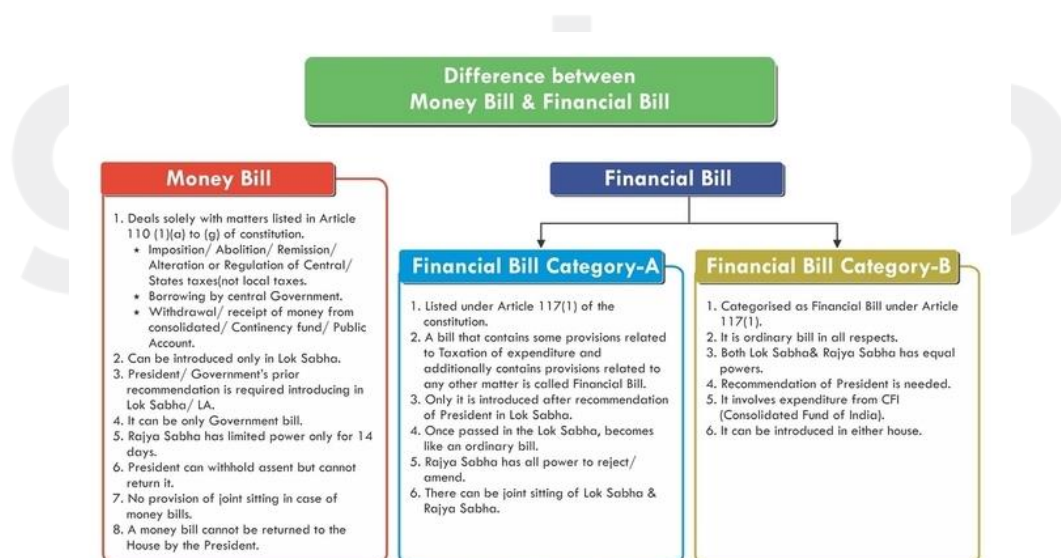 Difference between
Money Bill & Financial Bill
Money Bill
1. Deals solely with matters listed in Article
110 (1)(a) to (g) of constitution.
★ Imposition/ Abolition/ Remission/
Alteration or Regulation of Central/
States taxes(not local taxes.
★ Borrowing by central Government.
★ Withdrawal/ receipt of money from
consolidated/ Continency fund/ Public
Account.
2. Can be introduced only in Lok Sabha.
3. President/ Government's prior
recommendation is required introducing in
Lok Sabha/ LA.
4. It can be only Government bill.
5. Rajya Sabha has limited power only for 14
days.
6. President can withhold assent but cannot
return it.
7. No provision of joint sitting in case of
money bills.
8. A money bill cannot be returned to the
House by the President.
Financial Bill
Financial Bill Category-A
1. Listed under Article 117(1) of the
constitution.
2. A bill that contains some provisions related
to Taxation of expenditure and
additionally contains provisions related to
any other matter is called Financial Bill.
3. Only it is introduced after recommendation
of President in Lok Sabha.
4. Once passed in the Lok Sabha, becomes
like an ordinary bill.
5. Rajya Sabha has all power to reject/
amend.
6. There can be joint sitting of Lok Sabha &
Rajya Sabha.
Financial Bill Category-B
1. Categorised as Financial Bill under Article
117(1).
2. It is ordinary bill in all respects.
3. Both Lok Sabha& Rajya Sabha has equal
powers.
4. Recommendation of President is needed.
5. It involves expenditure from CFI
(Consolidated Fund of India).
6. It can be introduced in either house.